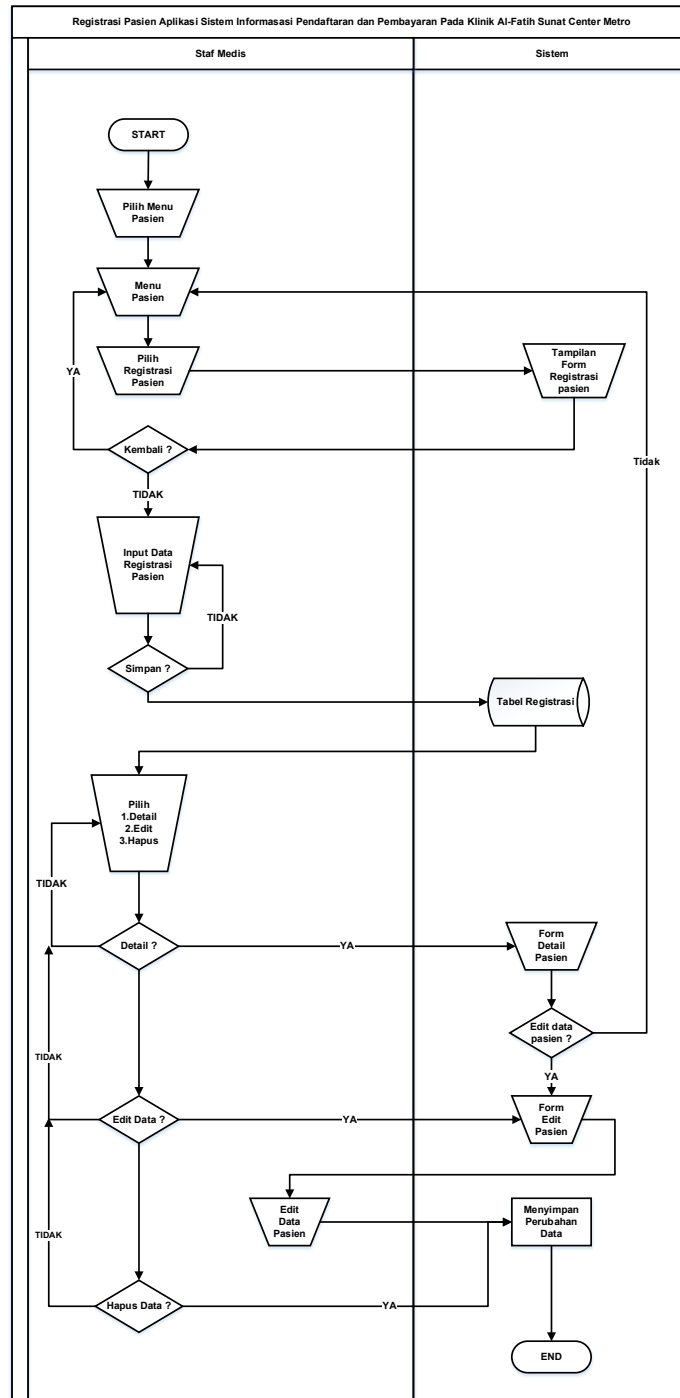 Registrasi Pasien Aplikasi Sistem Informasasi Pendaftaran dan Pembayaran Pada Klinik Al-Fatih Sunat Center Metro
Staf Medis
Sistem
START
Pilih Menu
Pasien
Menu
Pasien
Pilih
Registrasi
Pasien
Tampilan
Form
Registrasi
pasien
YA
Kembali ?
Tidak
TIDAK
Input Data
Registrasi
Pasien
TIDAK
Simpan ?
Tabel Registrasi
Pilih
1.Detail
2.Edit
3.Hapus
TIDAK
Detail ?
YA
Form
Detail
Pasien
Edit data
pasien ?
TIDAK
YA
Edit Data ?
YA
Form
Edit
Pasien
Edit
Data
Pasien
Menyimpan
Perubahan
Data
TIDAK
Hapus Data ?
YA
END